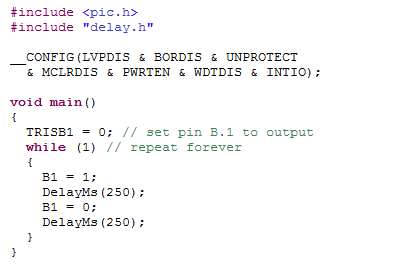 #include <pic.h>
#include "delay.h"
__CONFIG(LVPDIS & BORDIS & UNPROTECT
& MCLRDIS & PWRTEN & WDTDIS & INTIO);
void main()
{
TRISB1 = 0; // set pin B.1 to output
while (1) // repeat forever
{
B1 = 1;
DelayMs(250);
B1 = 0;
DelayMs(250);
}
}